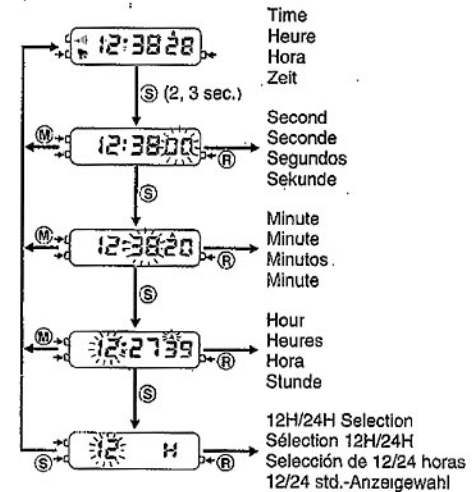 Time
Heure
Hora
Zeit
12:38 28 A
Ⓢ (2, 3 sec.)
Second
Seconde
Segundos
Sekunde
Ⓜ 12:38:00 Ⓡ
Ⓢ
Minute
Minute
Minutos
Minute
Ⓜ 12:38:20 A Ⓡ
Ⓢ
Hour
Heures
Hora
Stunde
Ⓜ 12:27 39 A Ⓡ
Ⓢ
12H/24H Selection
Sélection 12H/24H
Selección de 12/24 horas
12/24 std.-Anzeigewahl
Ⓢ 12 H Ⓡ